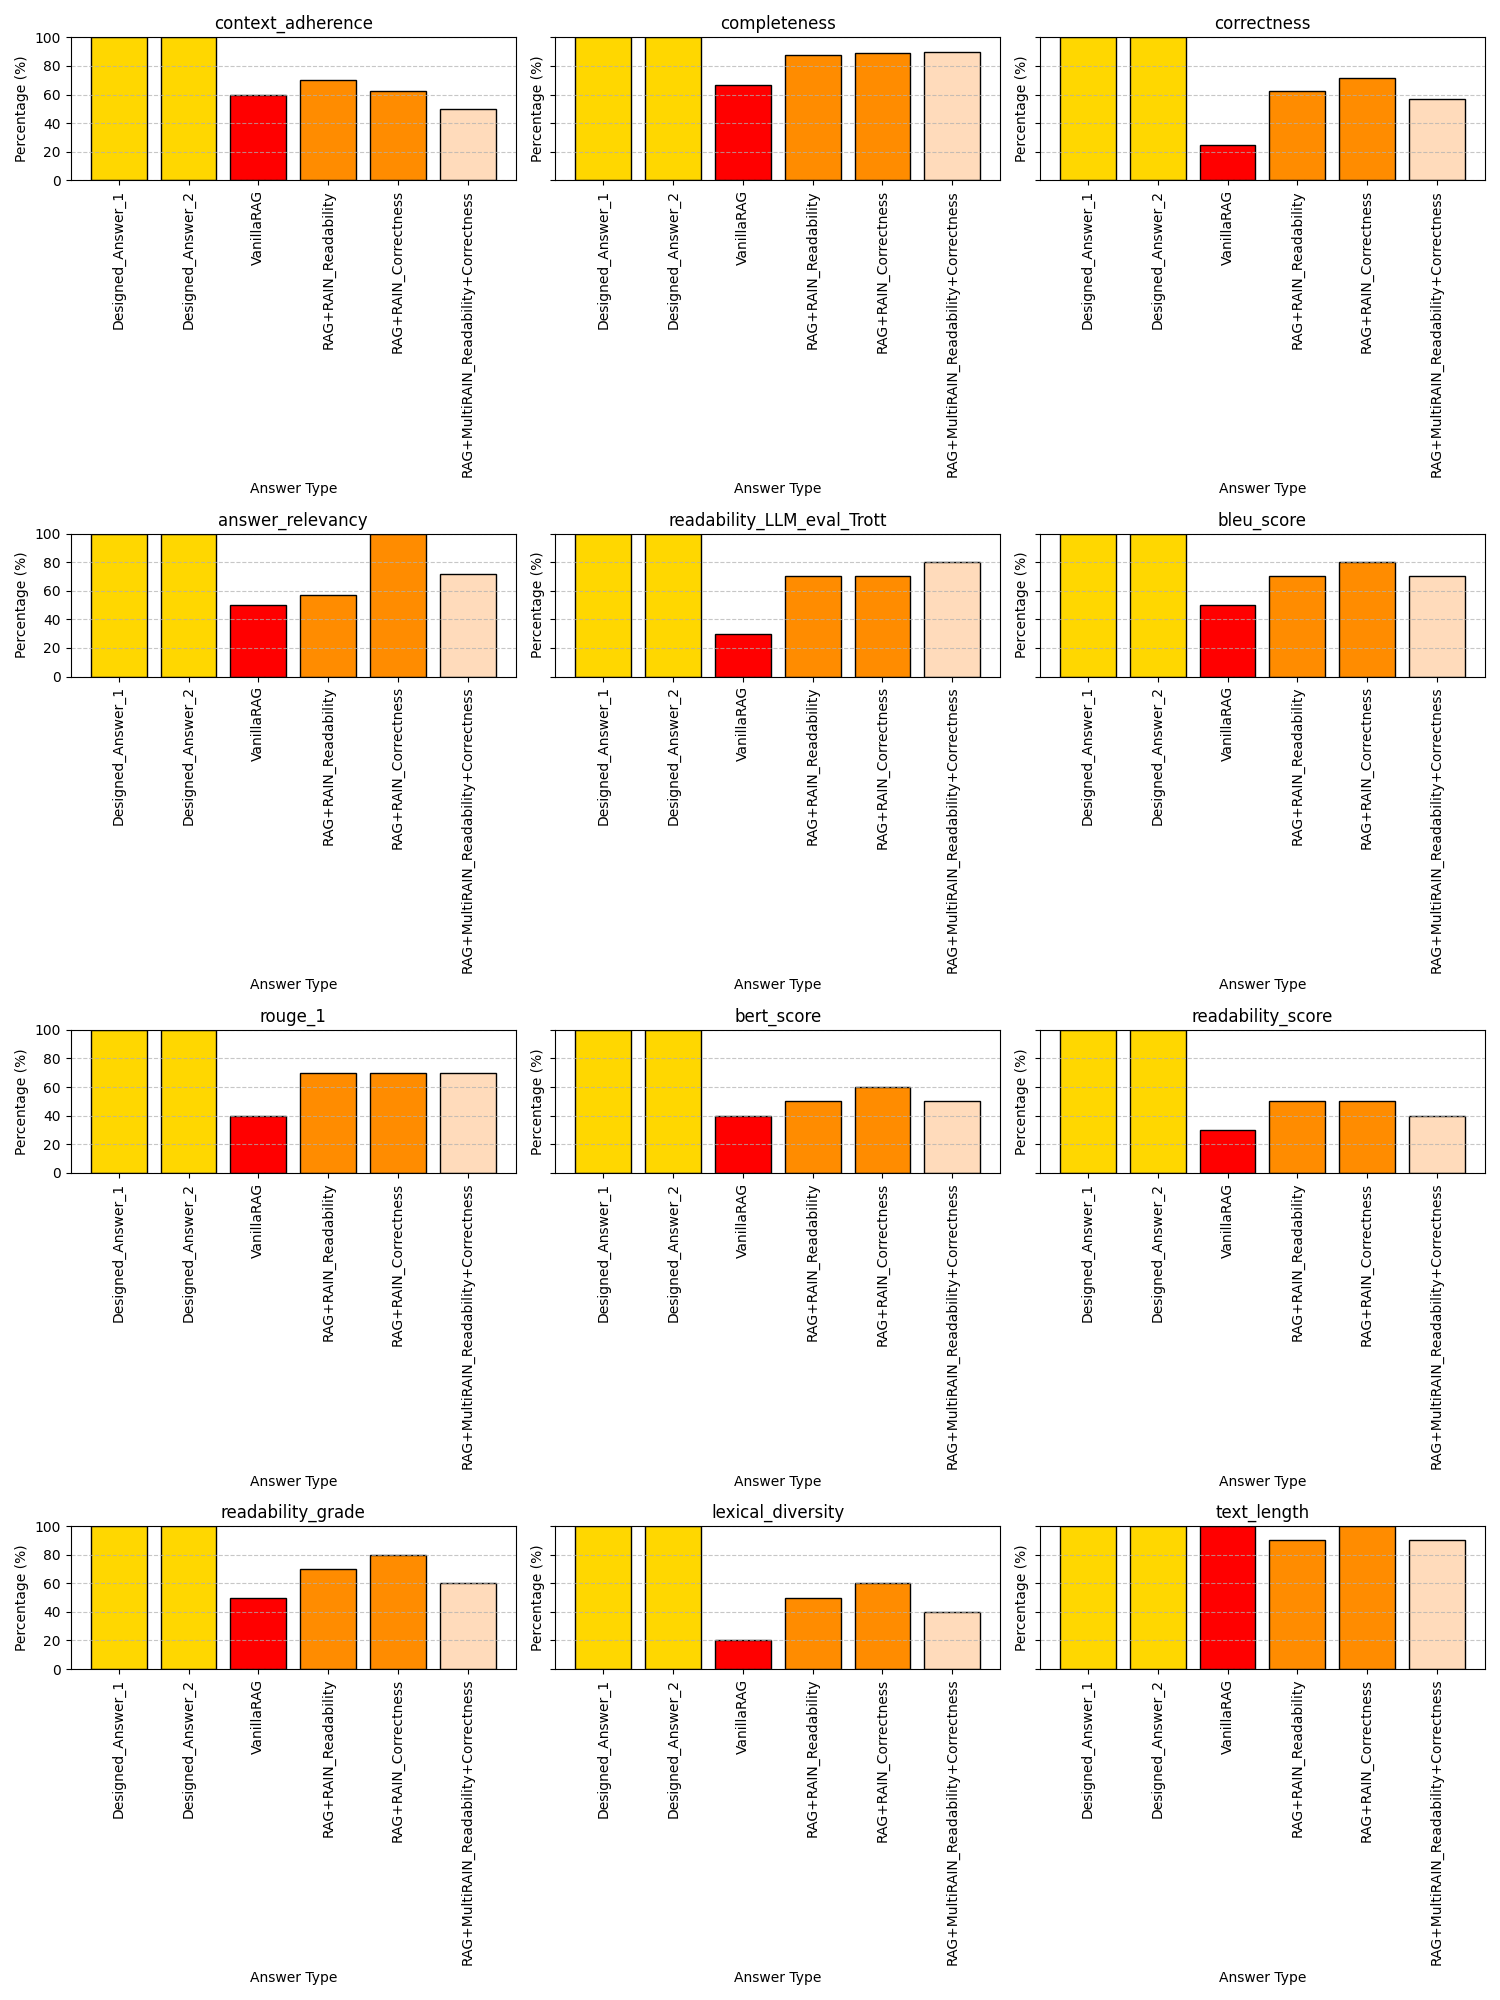 context_adherence
completeness
correctness
Percentage (%)
100
80
60
40
20
0
Percentage (%)
Percentage (%)
Designed_Answer_1
Designed_Answer_2
VanillaRAG
RAG+RAIN_Readability
RAG+RAIN_Correctness
RAG+MultiRAIN_Readability+Correctness
Designed_Answer_1
Designed_Answer_2
VanillaRAG
RAG+RAIN_Readability
RAG+RAIN_Correctness
RAG+MultiRAIN_Readability+Correctness
Designed_Answer_1
Designed_Answer_2
VanillaRAG
RAG+RAIN_Readability
RAG+RAIN_Correctness
RAG+MultiRAIN_Readability+Correctness
Answer Type
Answer Type
Answer Type
answer_relevancy
readability_LLM_eval_Trott
bleu_score
Percentage (%)
100
80
60
40
20
0
Percentage (%)
Percentage (%)
Designed_Answer_1
Designed_Answer_2
VanillaRAG
RAG+RAIN_Readability
RAG+RAIN_Correctness
RAG+MultiRAIN_Readability+Correctness
Designed_Answer_1
Designed_Answer_2
VanillaRAG
RAG+RAIN_Readability
RAG+RAIN_Correctness
RAG+MultiRAIN_Readability+Correctness
Designed_Answer_1
Designed_Answer_2
VanillaRAG
RAG+RAIN_Readability
RAG+RAIN_Correctness
RAG+MultiRAIN_Readability+Correctness
Answer Type
Answer Type
Answer Type
rouge_1
bert_score
readability_score
Percentage (%)
100
80
60
40
20
0
Percentage (%)
Percentage (%)
Designed_Answer_1
Designed_Answer_2
VanillaRAG
RAG+RAIN_Readability
RAG+RAIN_Correctness
RAG+MultiRAIN_Readability+Correctness
Designed_Answer_1
Designed_Answer_2
VanillaRAG
RAG+RAIN_Readability
RAG+RAIN_Correctness
RAG+MultiRAIN_Readability+Correctness
Designed_Answer_1
Designed_Answer_2
VanillaRAG
RAG+RAIN_Readability
RAG+RAIN_Correctness
RAG+MultiRAIN_Readability+Correctness
Answer Type
Answer Type
Answer Type
readability_grade
lexical_diversity
text_length
Percentage (%)
100
80
60
40
20
0
Percentage (%)
Percentage (%)
Designed_Answer_1
Designed_Answer_2
VanillaRAG
RAG+RAIN_Readability
RAG+RAIN_Correctness
RAG+MultiRAIN_Readability+Correctness
Designed_Answer_1
Designed_Answer_2
VanillaRAG
RAG+RAIN_Readability
RAG+RAIN_Correctness
RAG+MultiRAIN_Readability+Correctness
Designed_Answer_1
Designed_Answer_2
VanillaRAG
RAG+RAIN_Readability
RAG+RAIN_Correctness
RAG+MultiRAIN_Readability+Correctness
Answer Type
Answer Type
Answer Type